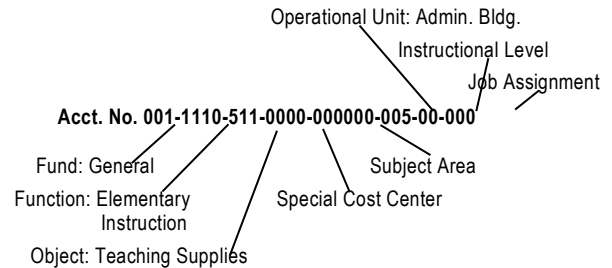 Operational Unit: Admin. Bldg.
Instructional Level
Job Assignment
Acct. No. 001-1110-511-0000-000000-005-00-000
Fund: General
Subject Area
Function: Elementary
Instruction
Special Cost Center
Object: Teaching Supplies